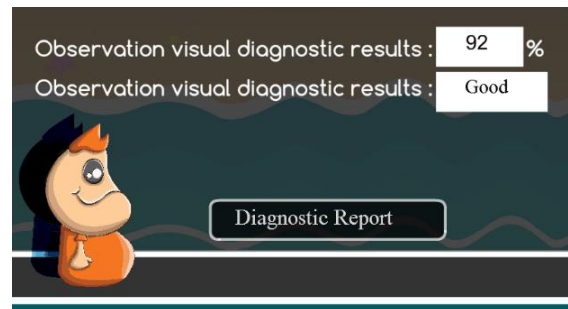 Observation visual diagnostic results : 92 %
Observation visual diagnostic results : Good
Diagnostic Report